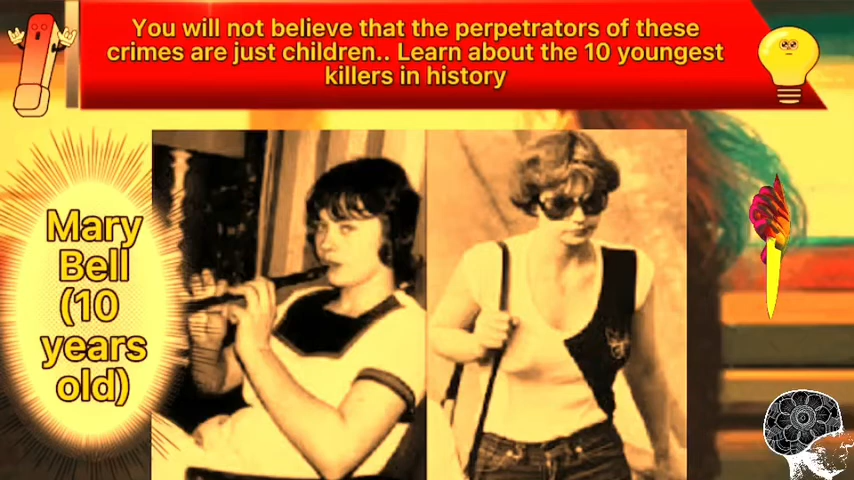 You will not believe that the perpetrators of these
crimes are just children.. Learn about the 10 youngest
killers in history
Mary
Bell
(10
years
old)